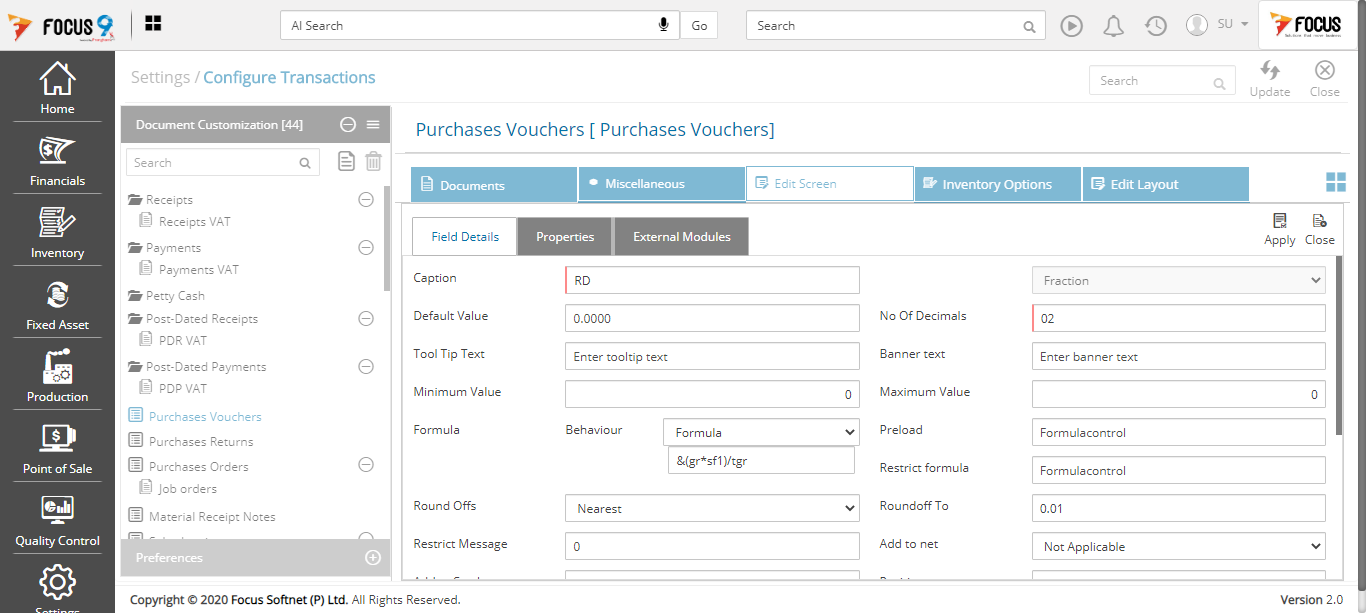 FOCUS 9
AI Search
Go
Search
SU
FOCUS
Home
Financials
Inventory
Fixed Asset
Production
Point of Sale
Quality Control
Settings
Settings / Configure Transactions
Search
Update
Close
Document Customization [44]
Search
Receipts
Receipts VAT
Payments
Payments VAT
Petty Cash
Post-Dated Receipts
PDR VAT
Post-Dated Payments
PDP VAT
Purchases Vouchers
Purchases Returns
Purchases Orders
Job orders
Material Receipt Notes
Preferences
Purchases Vouchers [ Purchases Vouchers]
Documents
Miscellaneous
Edit Screen
Inventory Options
Edit Layout
Field Details
Properties
External Modules
Apply
Close
Caption
RD
Fraction
Default Value
0.0000
No Of Decimals
02
Tool Tip Text
Enter tooltip text
Banner text
Enter banner text
Minimum Value
0
Maximum Value
0
Formula
Behaviour
Formula
&(gr*sf1)/tgr
Preload
Formulacontrol
Restrict formula
Formulacontrol
Round Offs
Nearest
Roundoff To
0.01
Restrict Message
0
Add to net
Not Applicable
Copyright © 2020 Focus Softnet (P) Ltd. All Rights Reserved.
Version 2.0